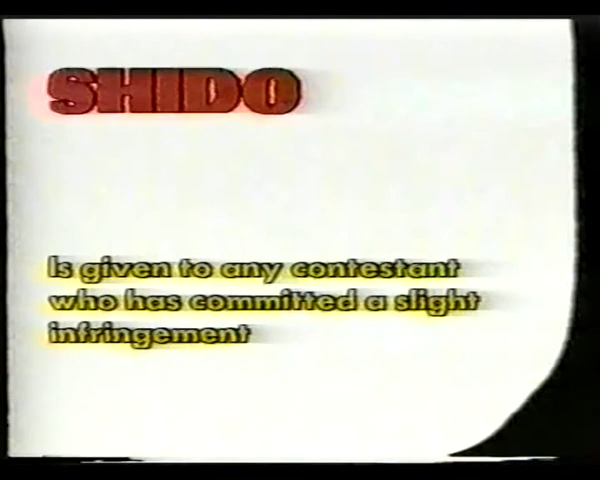 SHIDO
Is given to any contestant
who has committed a slight
infringement